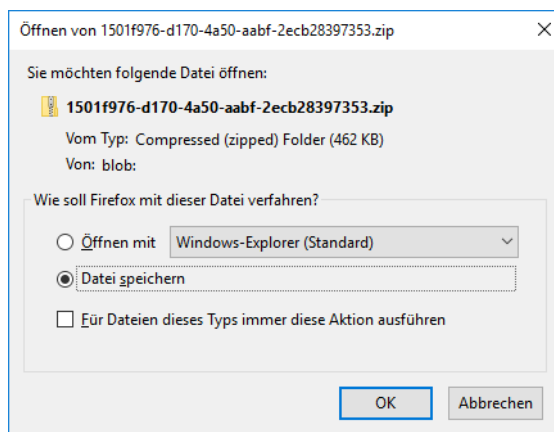 Öffnen von 1501f976-d170-4a50-aabf-2ecb28397353.zip
Sie möchten folgende Datei öffnen:
1501f976-d170-4a50-aabf-2ecb28397353.zip
Vom Typ: Compressed (zipped) Folder (462 KB)
Von: blob:
Wie soll Firefox mit dieser Datei verfahren?
Öffnen mit Windows-Explorer (Standard)
Datei speichern
Für Dateien dieses Typs immer diese Aktion ausführen
OK Abbrechen